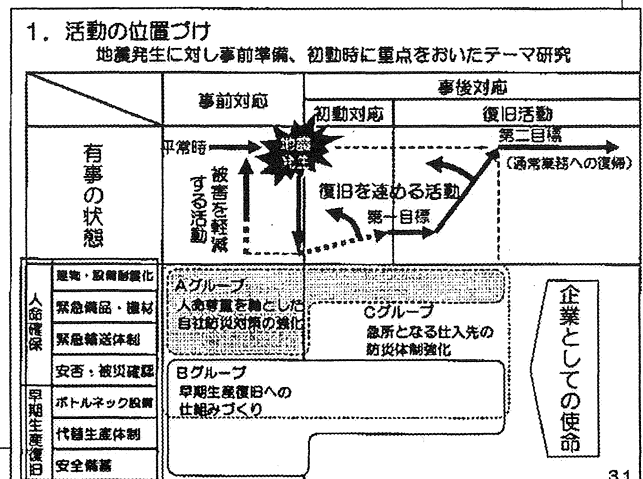 1. 活動の位置づけ
地震発生に対し事前準備、初動時に重点をおいたテーマ研究
事前対応
事後対応
初動対応
復旧活動
有事の状態
平常時
地震
発生
被害を軽減
する活動
復旧を速める活動
第一目標
第二目標
(通常業務への復帰)
人命確保
建物・設備耐震化
緊急備品・機材
緊急輸送体制
安否・被災確認
早期生産復旧
ボトルネック設備
代替生産体制
安全備蓄
Aグループ
人命尊重を軸とした
自社防災対策の強化
Cグループ
急所となる仕入先の
防災体制強化
Bグループ
早期生産復旧への
仕組みづくり
企業としての使命
31